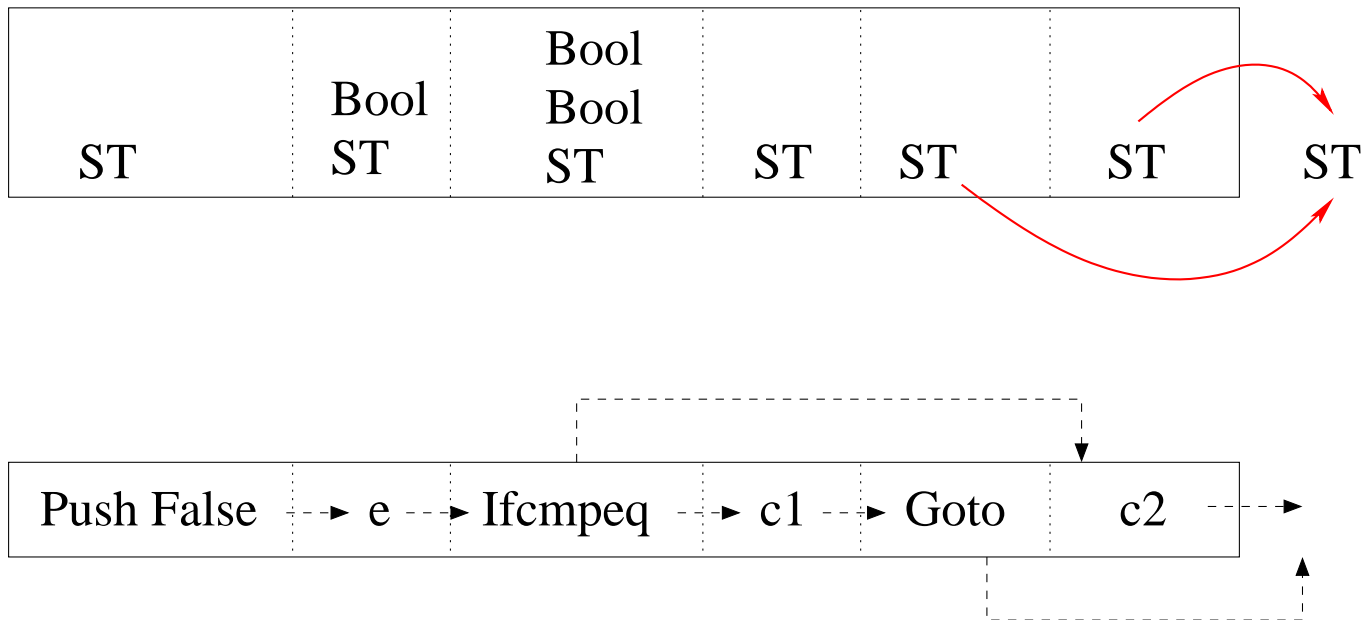 ST
Bool
ST
Bool
Bool
ST
ST
ST
ST
ST
Push False
e
Ifcmpeq
c1
Goto
c2